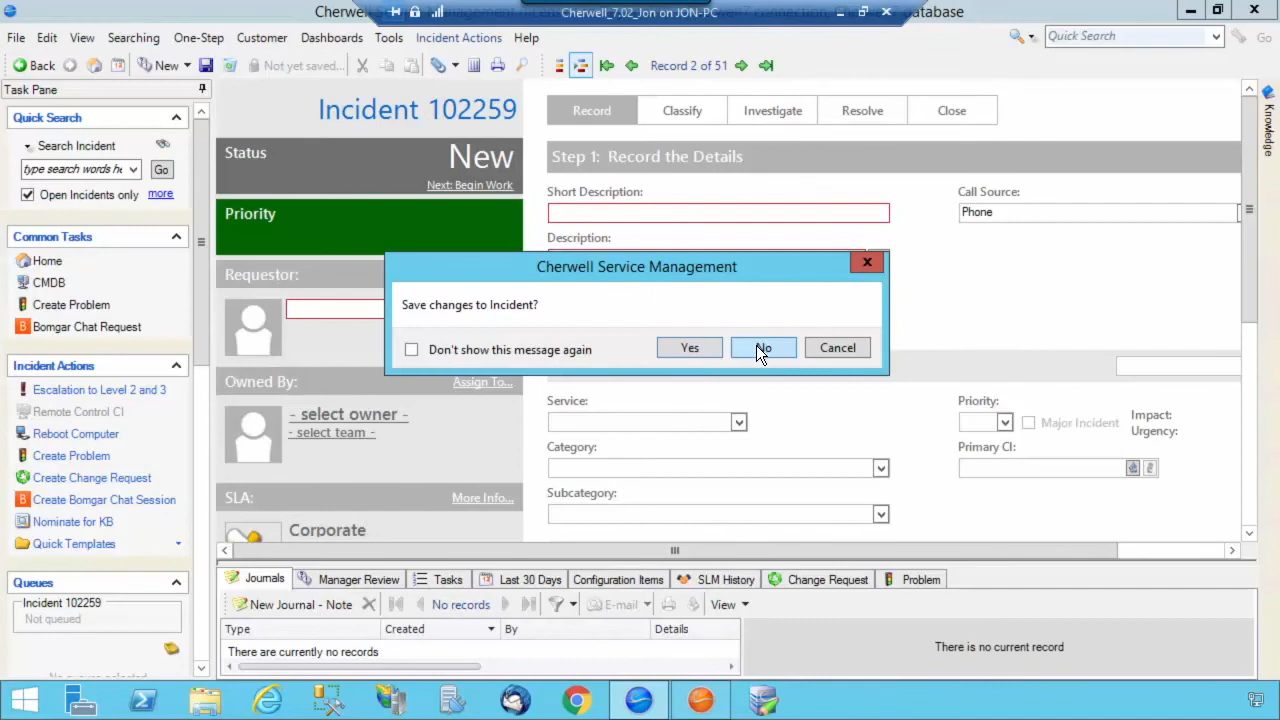 Cherwell_7.02_Jon on JON-PC
database
File Edit View Searching One-Step Customer Dashboards Tools Incident Actions Help
Quick Search Go
Back New Not yet saved... Record 2 of 51
Task Pane
Quick Search
Search Incident
type search words h Go
Open Incidents only more
Common Tasks
Home
CMDB
Create Problem
Bomgar Chat Request
Incident Actions
Escalation to Level 2 and 3
Remote Control CI
Reboot Computer
Create Problem
Create Change Request
Create Bomgar Chat Session
Nominate for KB
Quick Templates
Queues
Incident 102259
Not queued
Incident 102259
Status
New
Next: Begin Work
Priority
Requestor:
Owned By: Assign To...
- select owner -
- select team -
SLA: More Info...
Corporate
Record Classify Investigate Resolve Close
Step 1: Record the Details
Short Description: Call Source:
Phone
Description:
Service: Priority:
Major Incident
Impact:
Urgency:
Category: Primary CI:
Subcategory:
Knowledge
Cherwell Service Management
Save changes to Incident?
Don't show this message again Yes No Cancel
Journals Manager Review Tasks Last 30 Days Configuration Items SLM History Change Request Problem
New Journal - Note No records E-mail View
Type Created By Details
There are currently no records
There is no current record